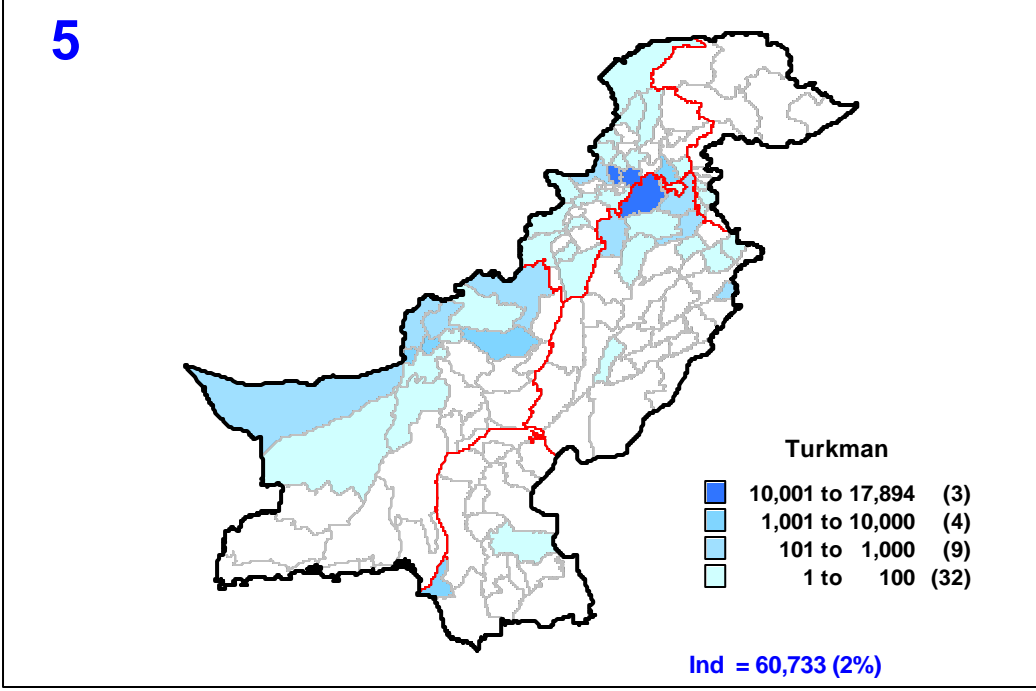 5
Turkman
10,001 to 17,894 (3)
1,001 to 10,000 (4)
101 to 1,000 (9)
1 to 100 (32)
Ind = 60,733 (2%)